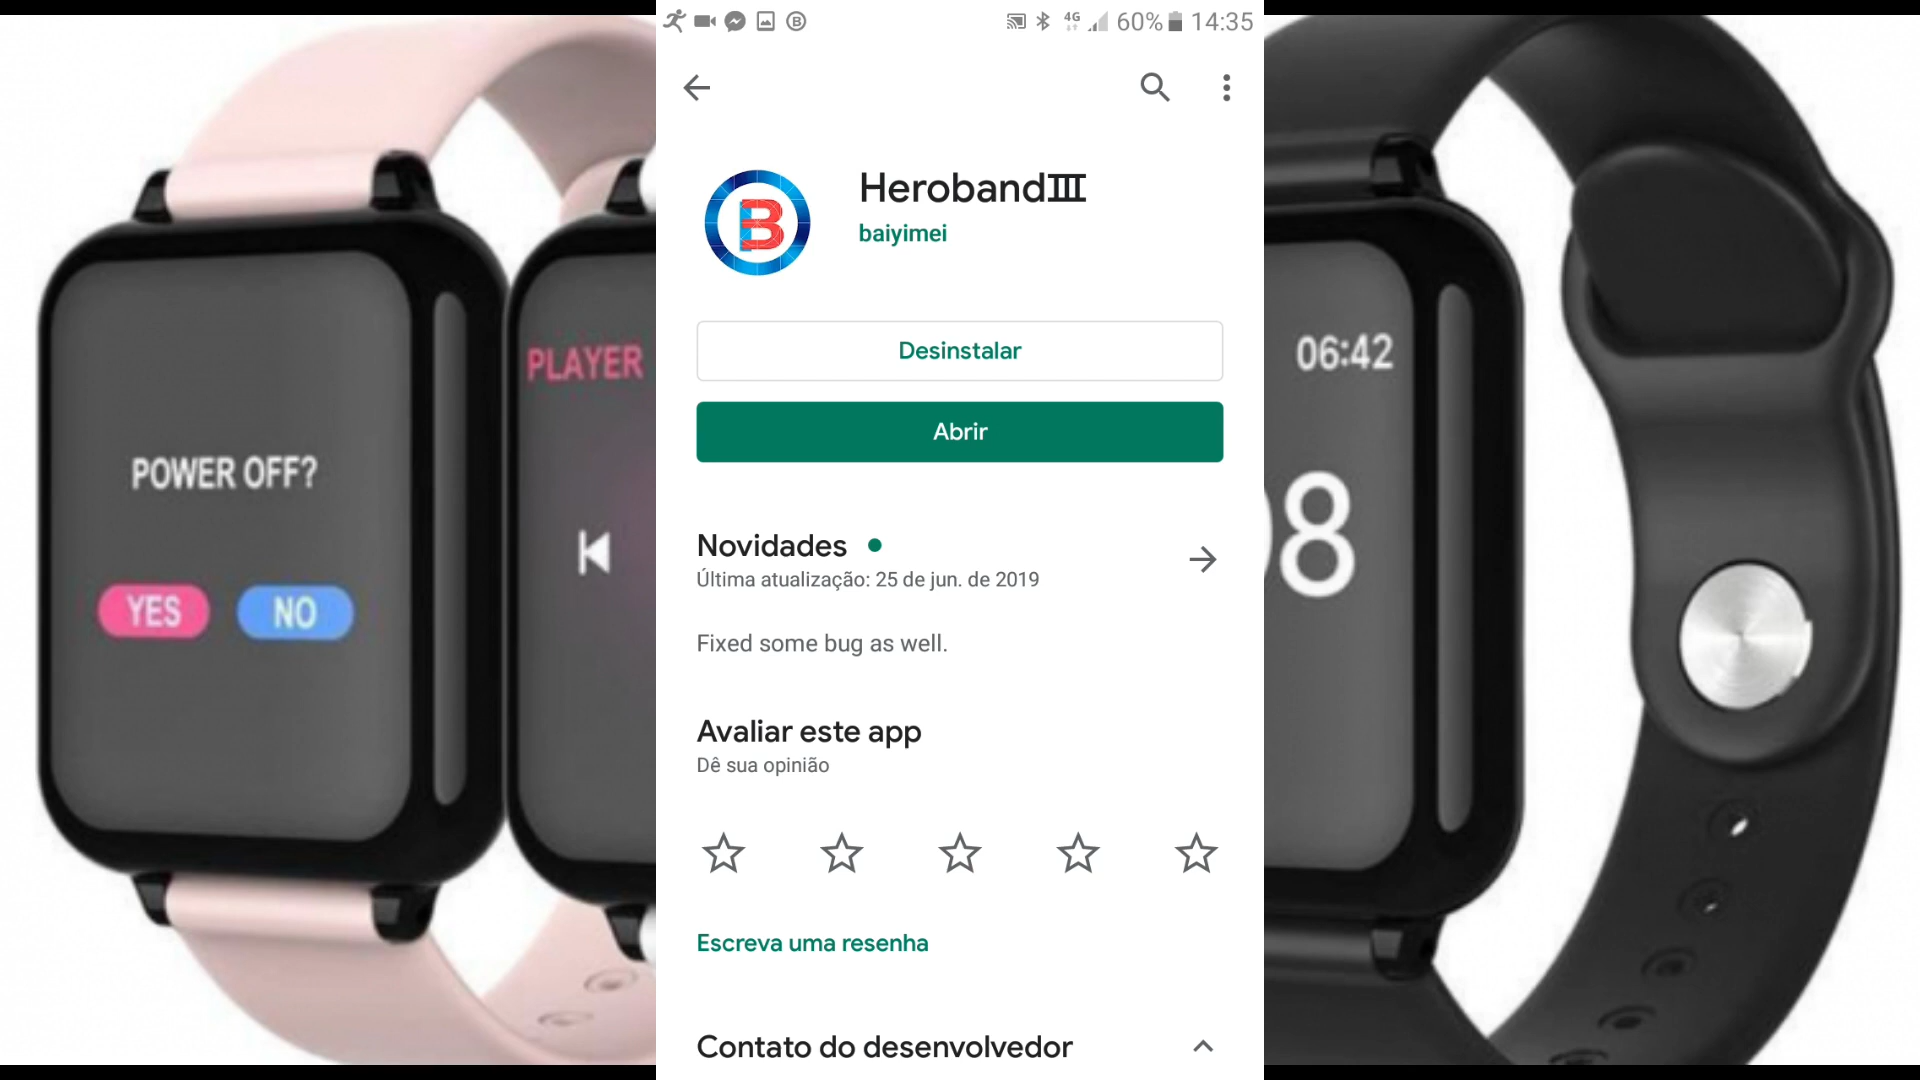 POWER OFF?
YES NO
PLAYER
4G 60% 14:35
HerobandⅢ
baiyimei
Desinstalar
Abrir
Novidades
Última atualização: 25 de jun. de 2019
Fixed some bug as well.
Avaliar este app
Dê sua opinião
Escreva uma resenha
Contato do desenvolvedor
06:42
08